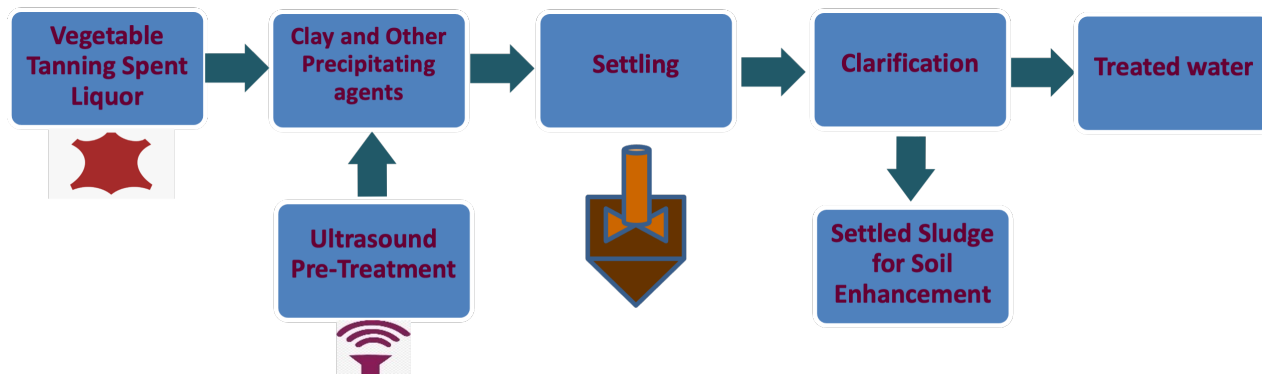 Vegetable
Tanning Spent
Liquor
Clay and Other
Precipitating
agents
Settling
Clarification
Treated water
Ultrasound
Pre-Treatment
Settled Sludge
for Soil
Enhancement